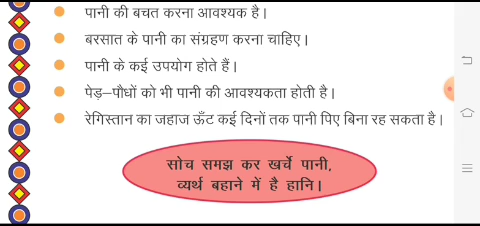 पानी की बचत करना आवश्यक है।
बरसात के पानी का संग्रहण करना चाहिए।
पानी के कई उपयोग होते हैं।
पेड़–पौधों को भी पानी की आवश्यकता होती है।
रेगिस्तान का जहाज ऊँट कई दिनों तक पानी पिए बिना रह सकता है।
सोच समझ कर खर्चे पानी,
व्यर्थ बहाने में है हानि।